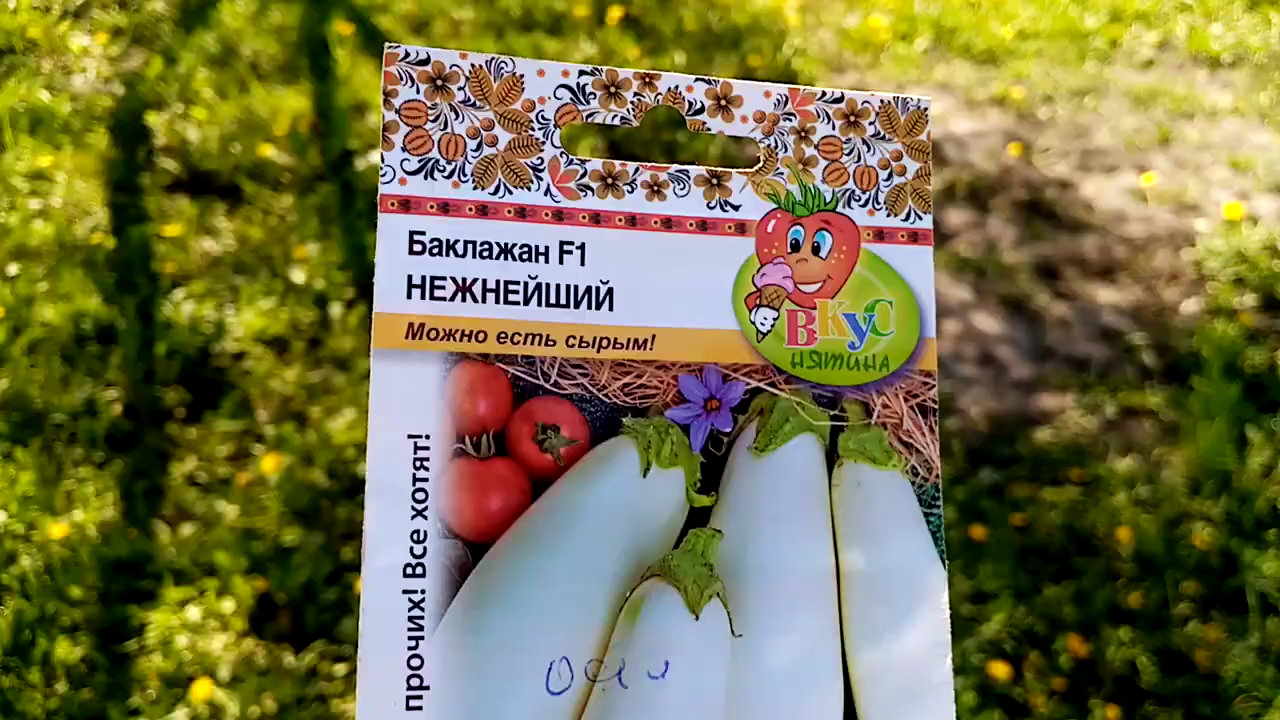 Баклажан F1
НЕЖНЕЙШИЙ
Можно есть сырым!
ВКУС
НЯТИНА
прочих! Все хотят!